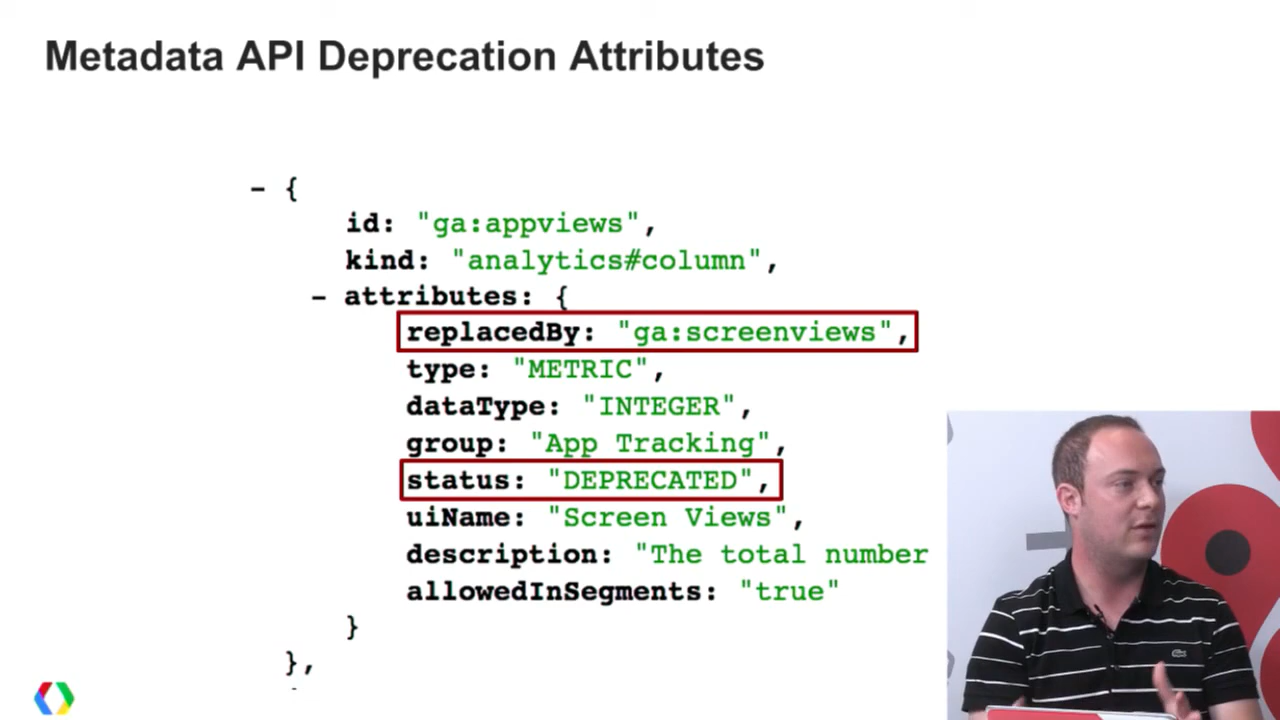 Metadata API Deprecation Attributes
- {
id: "ga:appviews",
kind: "analytics#column",
- attributes: {
replacedBy: "ga:screenviews",
type: "METRIC",
dataType: "INTEGER",
group: "App Tracking",
status: "DEPRECATED",
uiName: "Screen Views",
description: "The total number
allowedInSegments: "true"
}
},